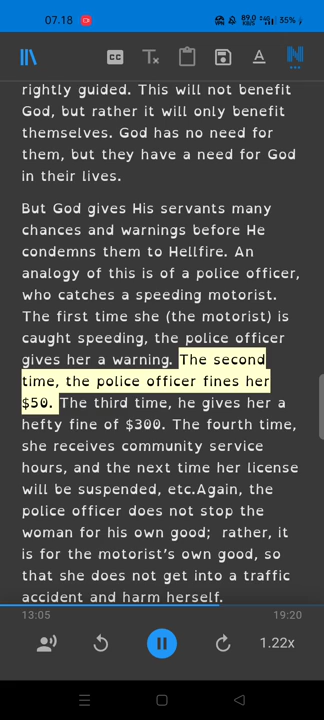 07.18
89.0 KB/S
35%
CC
rightly guided. This will not benefit
God, but rather it will only benefit
themselves. God has no need for
them, but they have a need for God
in their lives.
But God gives His servants many
chances and warnings before He
condemns them to Hellfire. An
analogy of this is of a police officer,
who catches a speeding motorist.
The first time she (the motorist) is
caught speeding, the police officer
gives her a warning. The second
time, the police officer fines her
$50. The third time, he gives her a
hefty fine of $300. The fourth time,
she receives community service
hours, and the next time her license
will be suspended, etc.Again, the
police officer does not stop the
woman for his own good;  rather, it
is for the motorist’s own good, so
that she does not get into a traffic
accident and harm herself.
13:05
19:20
1.22x